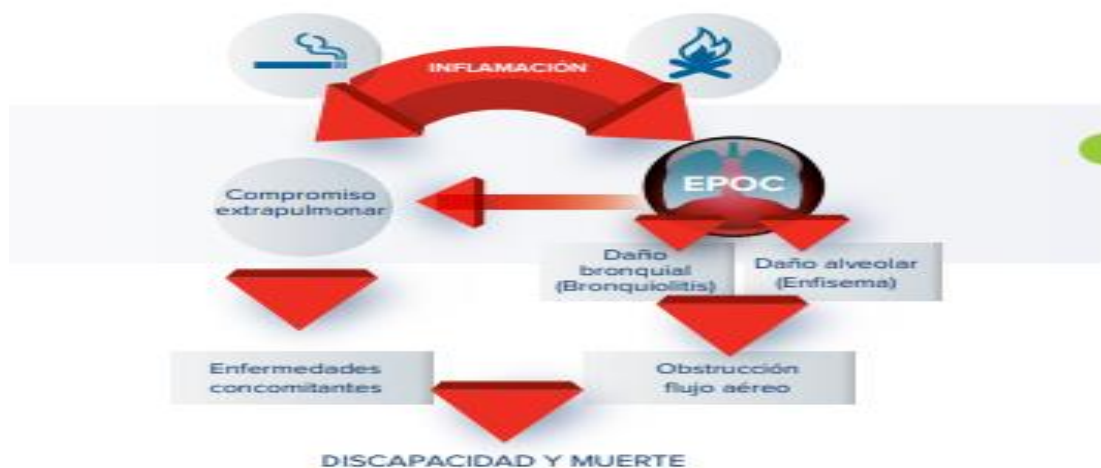 INFLAMACIÓN
EPOC
Compromiso
extrapulmonar
Daño
bronquial
(Bronquiolitis)
Daño alveolar
(Enfisema)
Enfermedades
concomitantes
Obstrucción
flujo aéreo
DISCAPACIDAD Y MUERTE